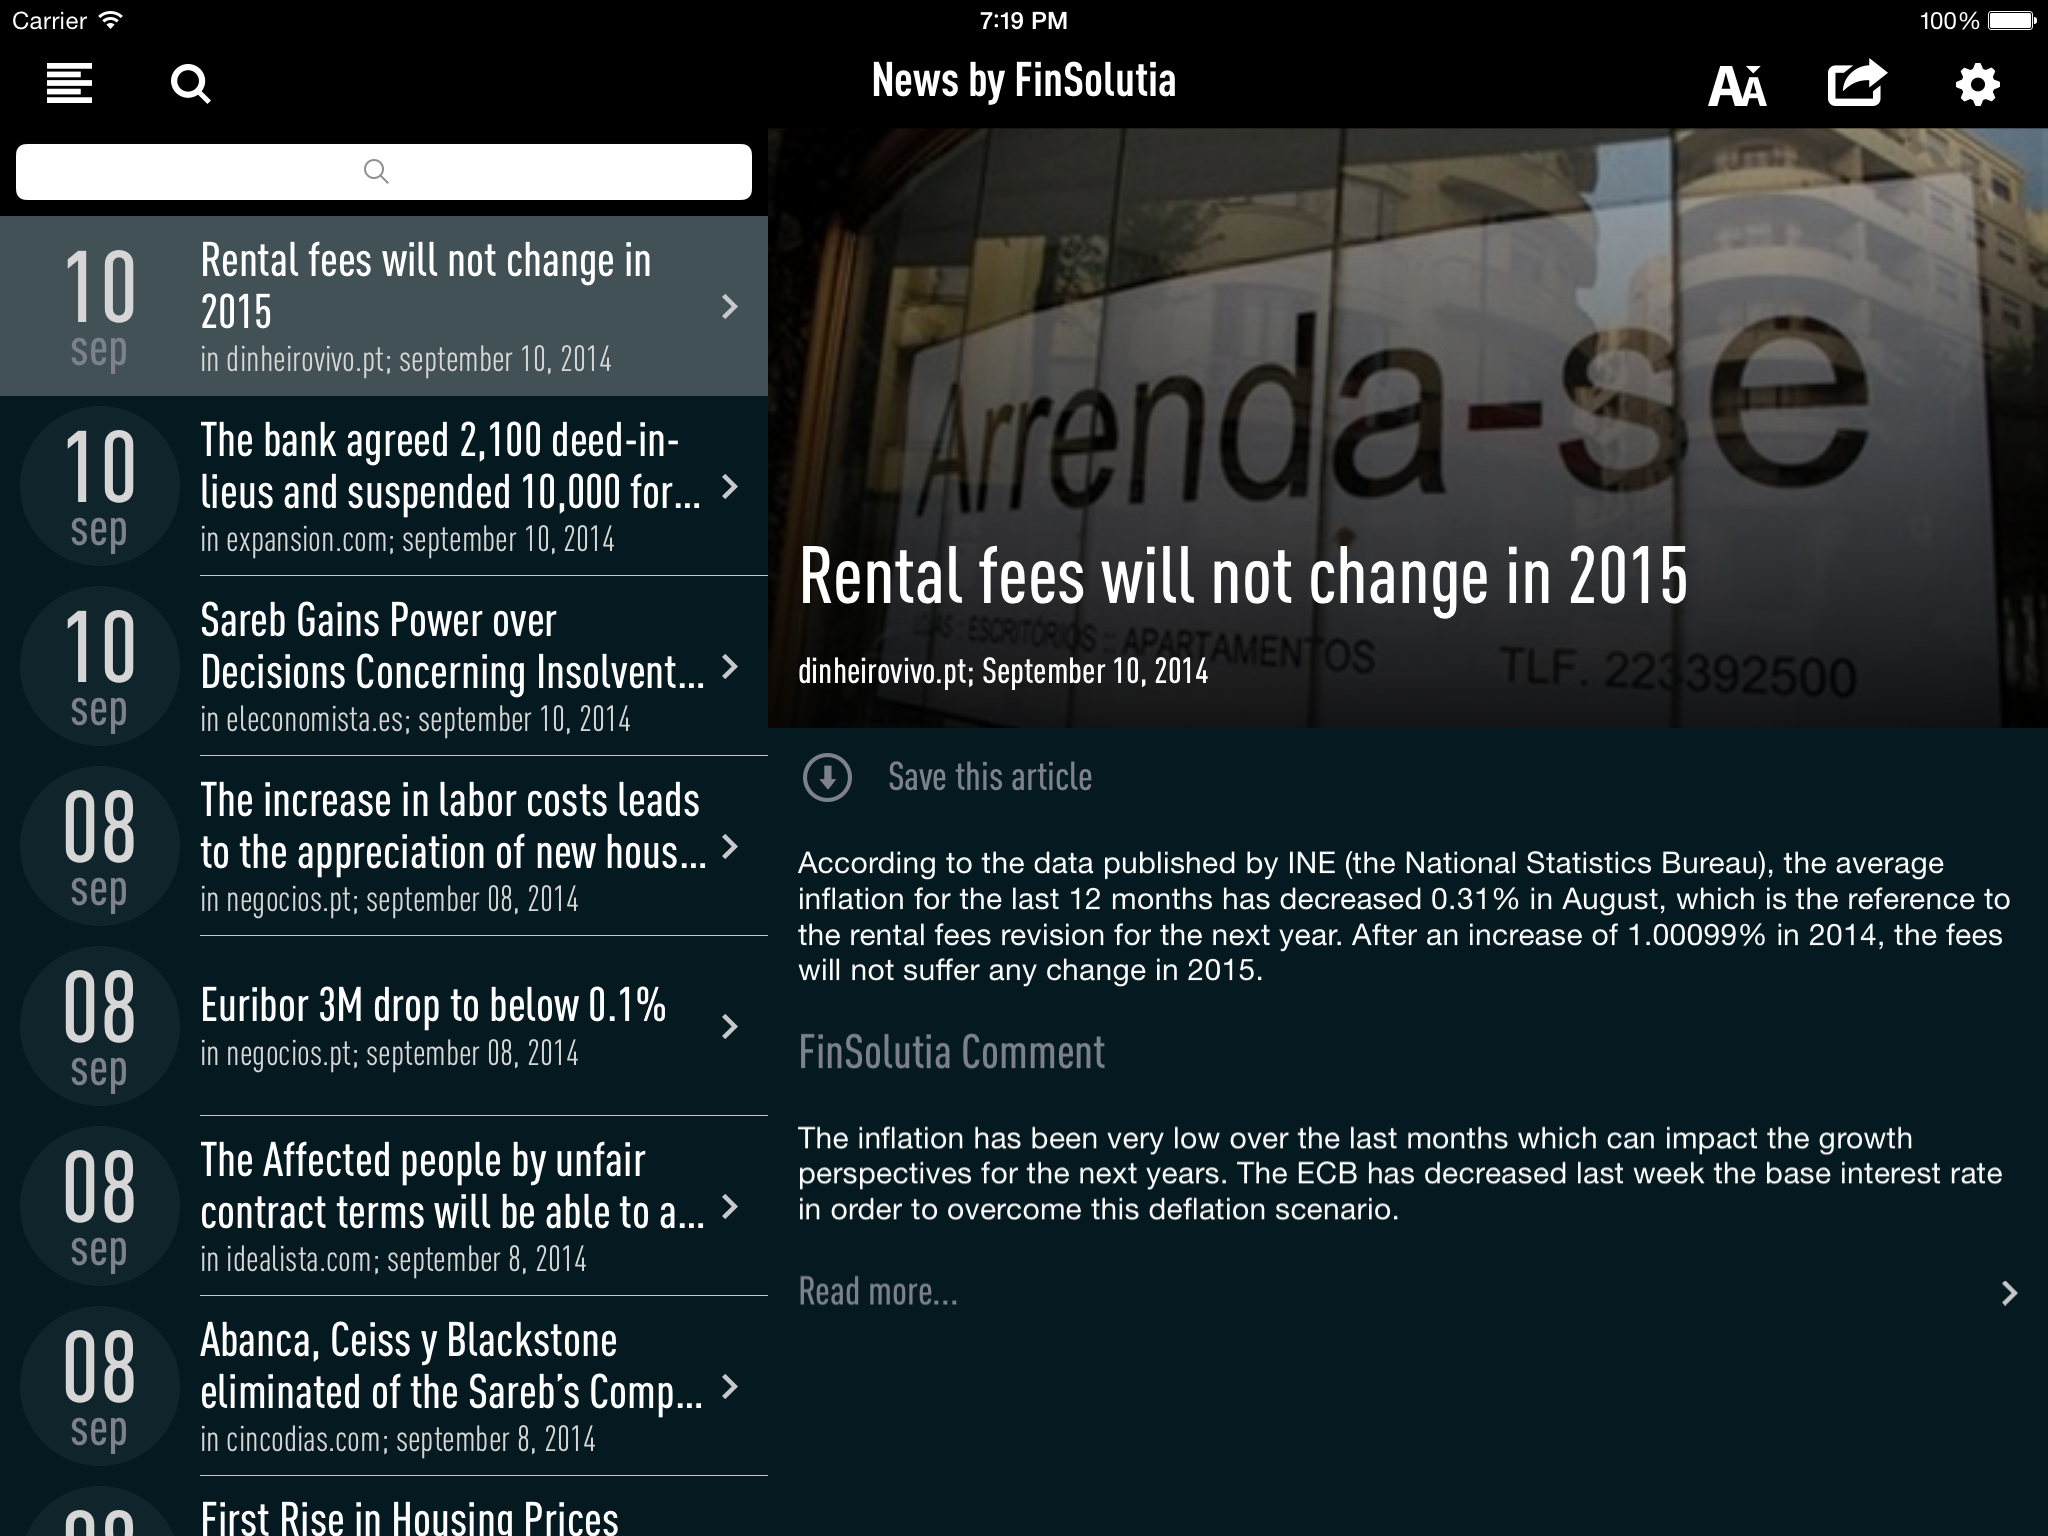 Carrier
7:19 PM
100%
News by FinSolutia
AA
10
sep
Rental fees will not change in
2015
in dinheirovivo.pt; september 10, 2014
10
sep
The bank agreed 2,100 deed-in-
lieus and suspended 10,000 for...
in expansion.com; september 10, 2014
10
sep
Sareb Gains Power over
Decisions Concerning Insolvent...
in eleconomista.es; september 10, 2014
08
sep
The increase in labor costs leads
to the appreciation of new hous...
in negocios.pt; september 08, 2014
08
sep
Euribor 3M drop to below 0.1%
in negocios.pt; september 08, 2014
08
sep
The Affected people by unfair
contract terms will be able to a...
in idealista.com; september 8, 2014
08
sep
Abanca, Ceiss y Blackstone
eliminated of the Sareb's Comp...
in cincodias.com; september 8, 2014
08
First Rise in Housing Prices
Arrenda-se
Rental fees will not change in 2015
:: ESCRITÓRIOS :: APARTAMENTOS
TLF. 223392500
dinheirovivo.pt; September 10, 2014
Save this article
According to the data published by INE (the National Statistics Bureau), the average
inflation for the last 12 months has decreased 0.31% in August, which is the reference to
the rental fees revision for the next year. After an increase of 1.00099% in 2014, the fees
will not suffer any change in 2015.
FinSolutia Comment
The inflation has been very low over the last months which can impact the growth
perspectives for the next years. The ECB has decreased last week the base interest rate
in order to overcome this deflation scenario.
Read more...